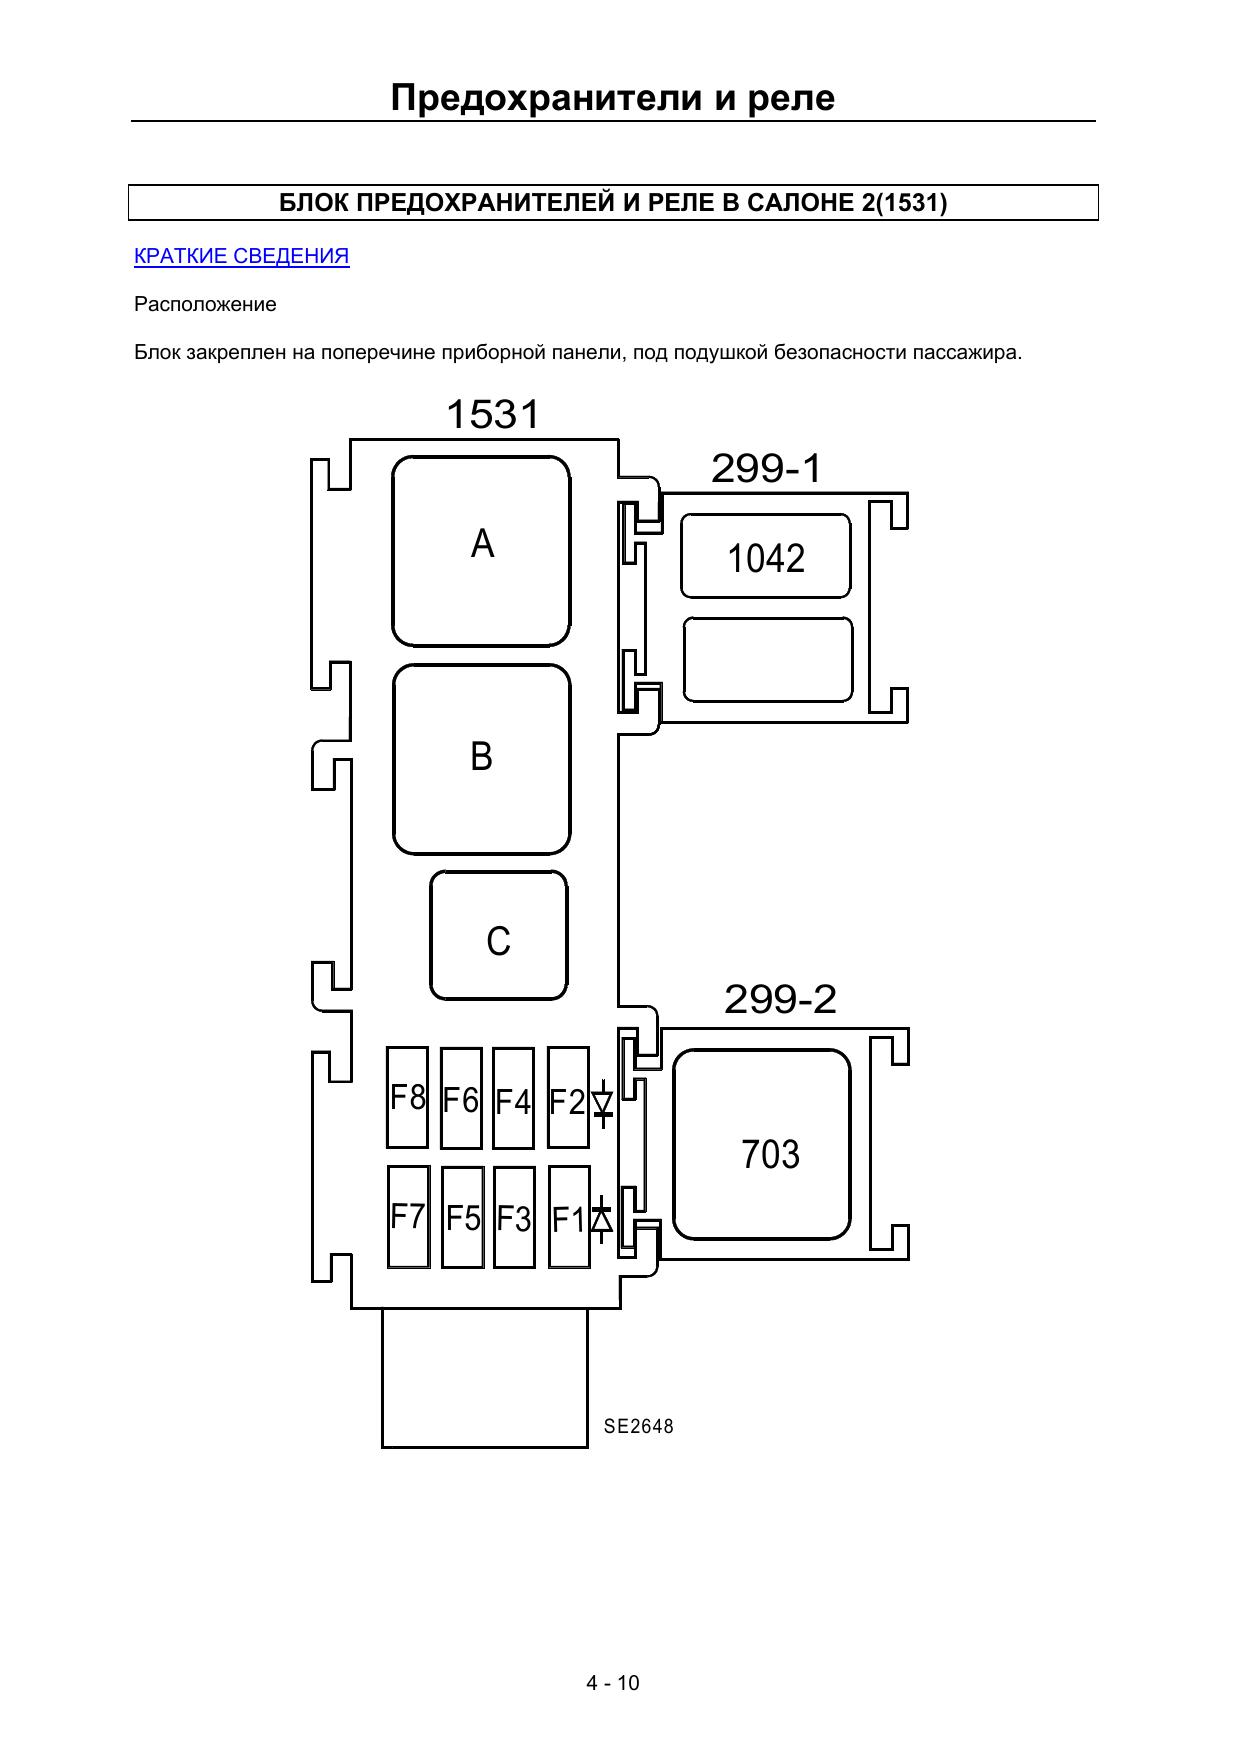 Предохранители и реле
БЛОК ПРЕДОХРАНИТЕЛЕЙ И РЕЛЕ В САЛОНЕ 2(1531)
КРАТКИЕ СВЕДЕНИЯ
Расположение
Блок закреплен на поперечине приборной панели, под подушкой безопасности пассажира.
1531
299-1
A
1042
B
C
299-2
F8 F6 F4 F2
703
F7 F5 F3 F1
SE2648
4 - 10